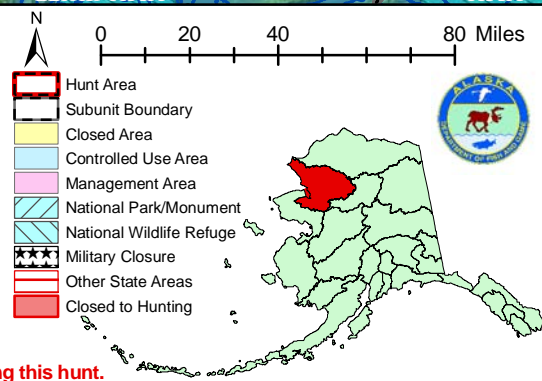 N
0 20 40 80 Miles
Hunt Area
Subunit Boundary
Closed Area
Controlled Use Area
Management Area
National Park/Monument
National Wildlife Refuge
Military Closure
Other State Areas
Closed to Hunting
ALASKA
DEPARTMENT OF FISH AND GAME
ng this hunt.